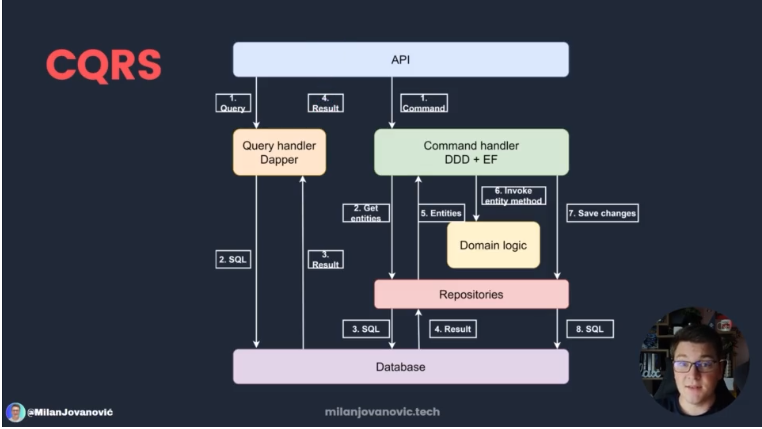 CQRS
API
1.
Query
4.
Result
1.
Command
Query handler
Dapper
Command handler
DDD + EF
2. Get
entities
5. Entities
6. Invoke
entity method
7. Save changes
Domain logic
2. SQL
3.
Result
Repositories
3. SQL
4. Result
8. SQL
Database
@MilanJovanović
milanjovanovic.tech